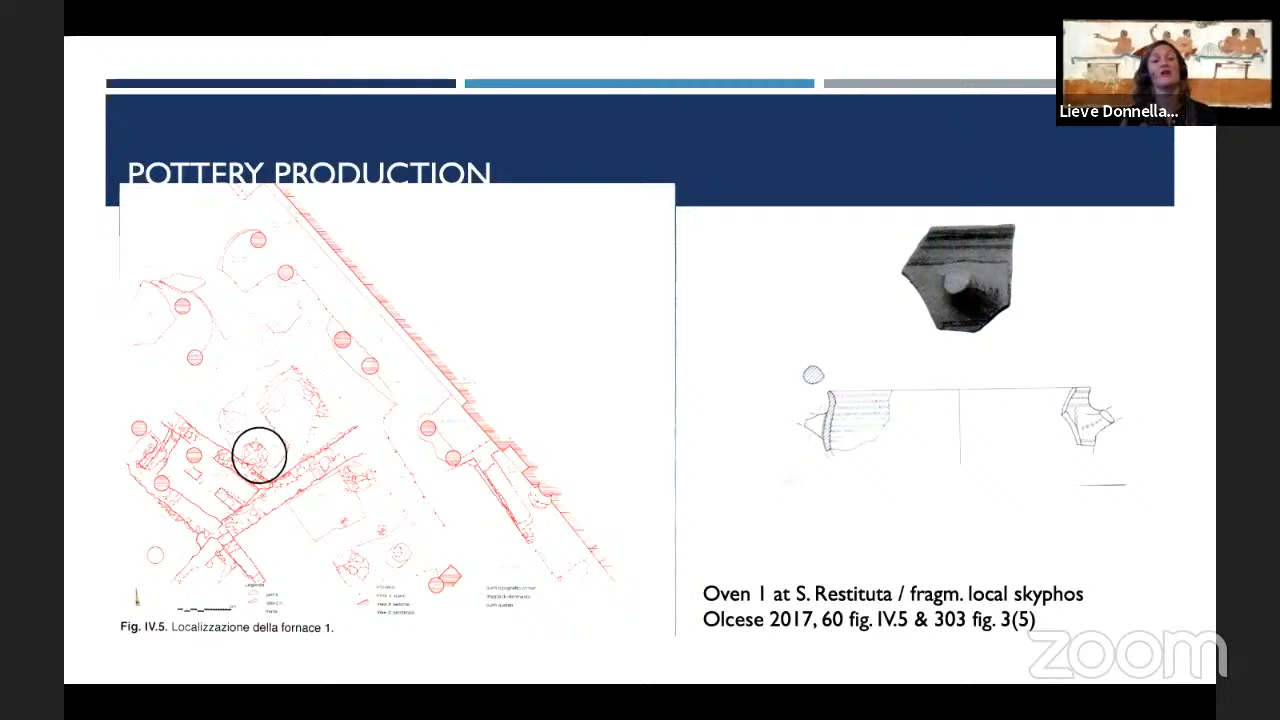 Lieve Donnella...
POTTERY PRODUCTION
Legenda
Fig. IV.5. Localizzazione della fornace 1.
Oven 1 at S. Restituta / fragm. local skyphos
Olcese 2017, 60 fig. IV.5 & 303 fig. 3(5)
zoom